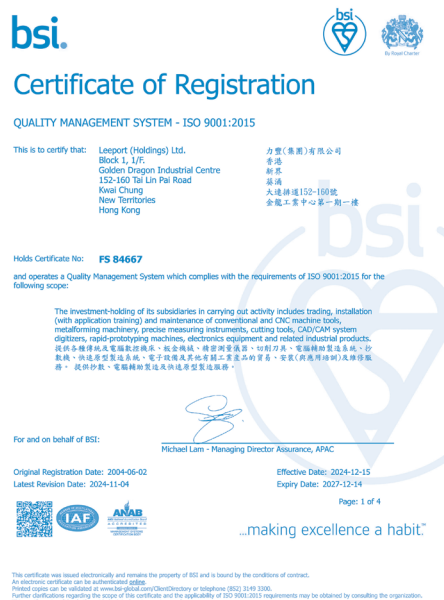 bsi.
bsi.
By Royal Charter
Certificate of Registration
QUALITY MANAGEMENT SYSTEM - ISO 9001:2015
This is to certify that:
Leeport (Holdings) Ltd.
Block 1, 1/F.
Golden Dragon Industrial Centre
152-160 Tai Lin Pai Road
Kwai Chung
New Territories
Hong Kong
力豐(集團)有限公司
香港
新界
葵涌
大連排道152-160號
金龍工業中心第一期一樓
Holds Certificate No: FS 84667
and operates a Quality Management System which complies with the requirements of ISO 9001:2015 for the
following scope:
The investment-holding of its subsidiaries in carrying out activity includes trading, installation
(with application training) and maintenance of conventional and CNC machine tools,
metalforming machinery, precise measuring instruments, cutting tools, CAD/CAM system
digitizers, rapid-prototyping machines, electronics equipment and related industrial products.
提供各種傳統及電腦數控機床、鈑金機械、精密測量儀器、切削刀具、電腦輔助製造系統、抄
數機、快速原型製造系統、電子設備及其他有關工業產品的貿易、安裝(與應用培訓)及維修服
務。 提供抄數、電腦輔助製造及快速原型製造服務。
For and on behalf of BSI:
Michael Lam - Managing Director Assurance, APAC
Original Registration Date: 2004-06-02
Effective Date: 2024-12-15
Latest Revision Date: 2024-11-04
Expiry Date: 2027-12-14
Page: 1 of 4
IAF
ANAB
ACCREDITED
...making excellence a habit.™
This certificate was issued electronically and remains the property of BSI and is bound by the conditions of contract.
An electronic certificate can be authenticated online.
Printed copies can be validated at www.bsi-global.com/ClientDirectory or telephone (852) 3149 3300.
Further clarifications regarding the scope of this certificate and the applicability of ISO 9001:2015 requirements may be obtained by consulting the organization.